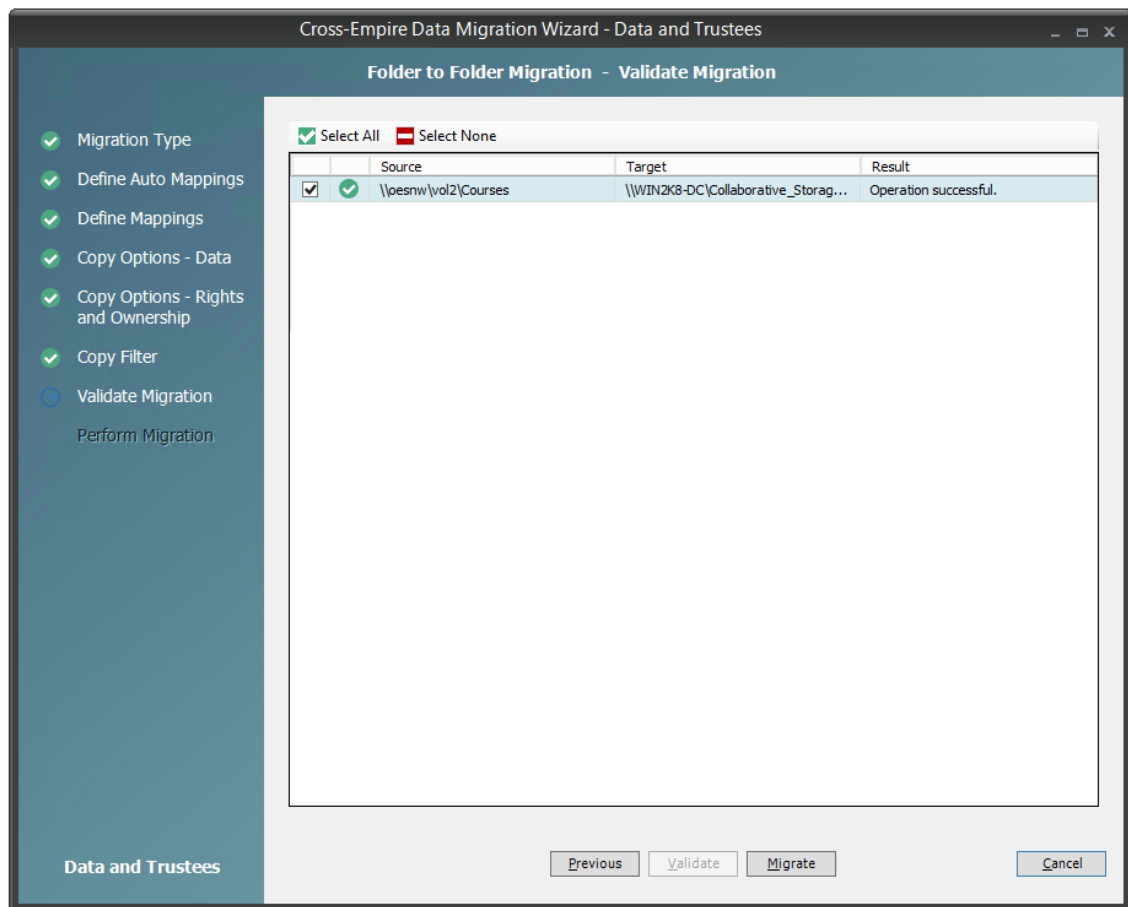 Cross-Empire Data Migration Wizard - Data and Trustees
Folder to Folder Migration - Validate Migration
Migration Type
Define Auto Mappings
Define Mappings
Copy Options - Data
Copy Options - Rights
and Ownership
Copy Filter
Validate Migration
Perform Migration
Data and Trustees
Select All Select None
Source Target Result
\\oesnw\vol2\Courses \\WIN2K8-DC\Collaborative_Storag... Operation successful.
Previous Validate Migrate Cancel